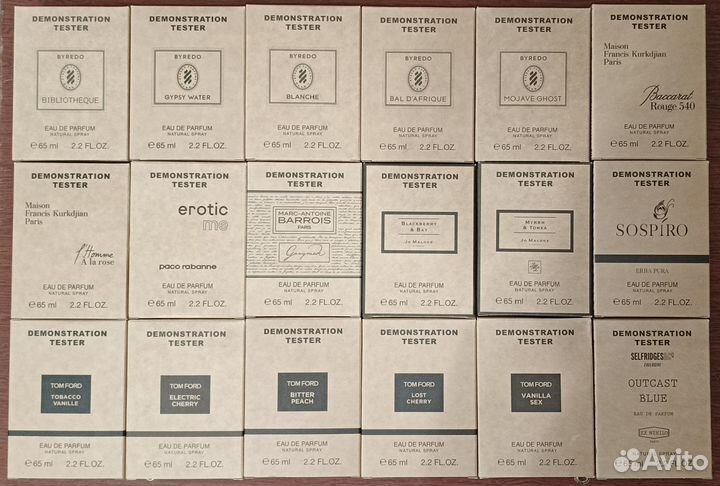 DEMONSTRATION
TESTER
BYREDO
BIBLIOTHÈQUE
EAU DE PARFUM
NATURAL SPRAY
℮65 ml 2.2 FL.OZ.
DEMONSTRATION
TESTER
BYREDO
GYPSY WATER
EAU DE PARFUM
NATURAL SPRAY
℮65 ml 2.2 FL.OZ.
DEMONSTRATION
TESTER
BYREDO
BLANCHE
EAU DE PARFUM
NATURAL SPRAY
℮65 ml 2.2 FL.OZ.
DEMONSTRATION
TESTER
BYREDO
BAL D'AFRIQUE
EAU DE PARFUM
NATURAL SPRAY
℮65 ml 2.2 FL.OZ.
DEMONSTRATION
TESTER
BYREDO
MOJAVE GHOST
EAU DE PARFUM
NATURAL SPRAY
℮65 ml 2.2 FL.OZ.
DEMONSTRATION
TESTER
Maison
Francis Kurkdjian
Paris
Baccarat
Rouge 540
EAU DE PARFUM
NATURAL SPRAY
℮65 ml 2.2 FL.OZ.
DEMONSTRATION
TESTER
Maison
Francis Kurkdjian
Paris
l'Homme
À la rose
EAU DE PARFUM
NATURAL SPRAY
℮65 ml 2.2 FL.OZ.
DEMONSTRATION
TESTER
erotic
me
paco rabanne
EAU DE PARFUM
NATURAL SPRAY
℮65 ml 2.2 FL.OZ.
DEMONSTRATION
TESTER
MARC-ANTOINE
BARROIS
PARIS
Ganymede
EAU DE PARFUM
NATURAL SPRAY
℮65 ml 2.2 FL.OZ.
DEMONSTRATION
TESTER
BLACKBERRY
& BAY
JO MALONE
EAU DE PARFUM
NATURAL SPRAY
℮65 ml 2.2 FL.OZ.
DEMONSTRATION
TESTER
MYRRH
& TONKA
JO MALONE
EAU DE PARFUM
NATURAL SPRAY
℮65 ml 2.2 FL.OZ.
DEMONSTRATION
TESTER
SOSPIRO
ERBA PURA
EAU DE PARFUM
NATURAL SPRAY
℮65 ml 2.2 FL.OZ.
DEMONSTRATION
TESTER
TOM FORD
TOBACCO
VANILLE
EAU DE PARFUM
NATURAL SPRAY
℮65 ml 2.2 FL.OZ.
DEMONSTRATION
TESTER
TOM FORD
ELECTRIC
CHERRY
EAU DE PARFUM
NATURAL SPRAY
℮65 ml 2.2 FL.OZ.
DEMONSTRATION
TESTER
TOM FORD
BITTER
PEACH
EAU DE PARFUM
NATURAL SPRAY
℮65 ml 2.2 FL.OZ.
DEMONSTRATION
TESTER
TOM FORD
LOST
CHERRY
EAU DE PARFUM
NATURAL SPRAY
℮65 ml 2.2 FL.OZ.
DEMONSTRATION
TESTER
TOM FORD
VANILLA
SEX
EAU DE PARFUM
NATURAL SPRAY
℮65 ml 2.2 FL.OZ.
DEMONSTRATION
TESTER
SELFRIDGES&CO
EXCLUSIVE
OUTCAST
BLUE
EAU DE PARFUM
EX NIHILO
PARIS
NATURAL SPRAY
Avito